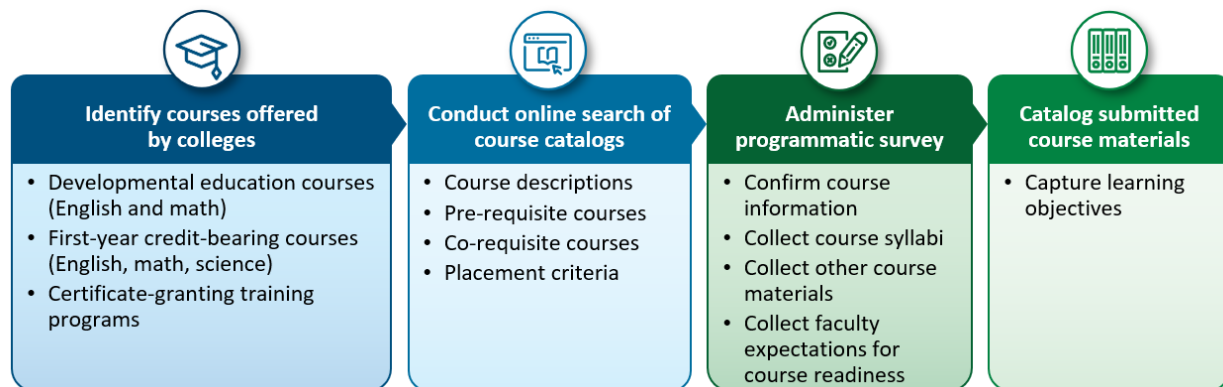 Identify courses offered
by colleges
• Developmental education courses
(English and math)
• First-year credit-bearing courses
(English, math, science)
• Certificate-granting training
programs
Conduct online search of
course catalogs
• Course descriptions
• Pre-requisite courses
• Co-requisite courses
• Placement criteria
Administer
programmatic survey
• Confirm course
information
• Collect course syllabi
• Collect other course
materials
• Collect faculty
expectations for
course readiness
Catalog submitted
course materials
• Capture learning
objectives